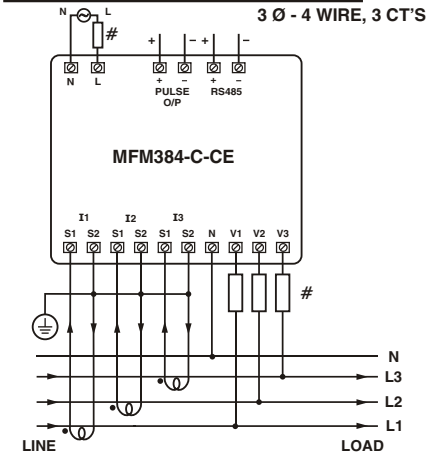 3 Ø - 4 WIRE, 3 CT'S
N L
#
+ − + −
N L + − + −
PULSE O/P RS485
MFM384-C-CE
I1 I2 I3
S1 S2 S1 S2 S1 S2 N V1 V2 V3
#
N
L3
L2
L1
LINE LOAD